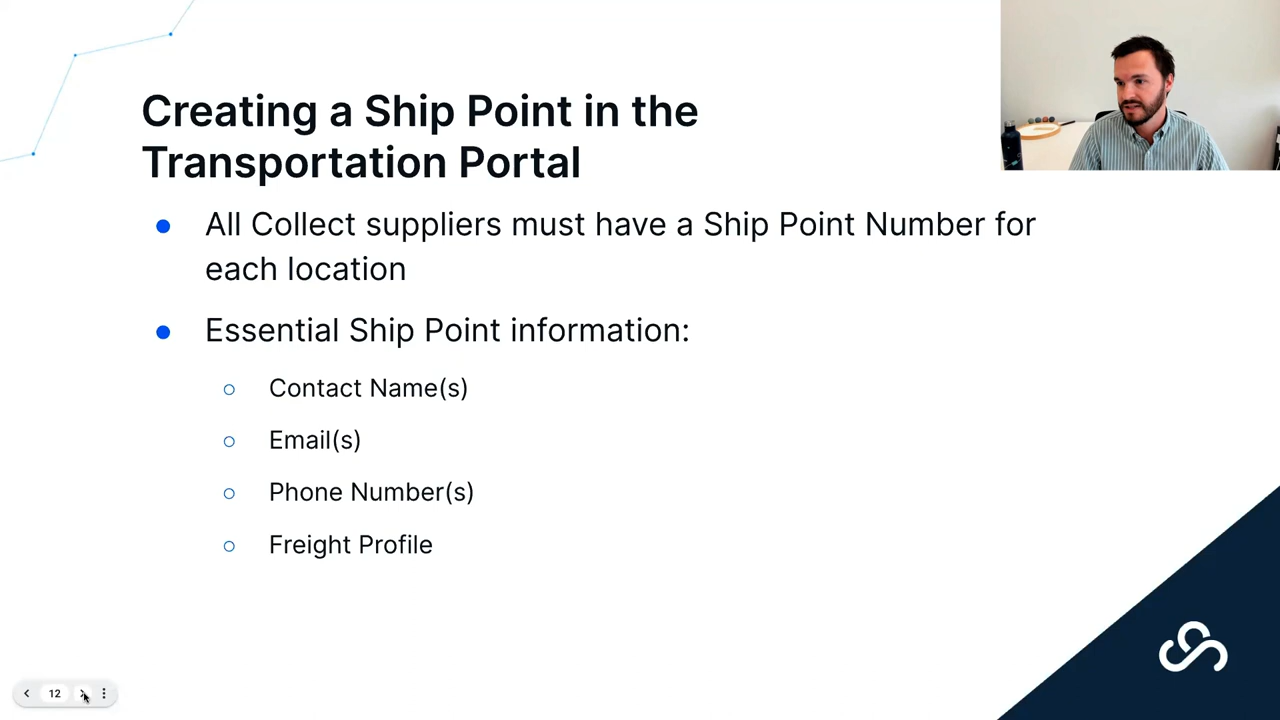 Creating a Ship Point in the
Transportation Portal
All Collect suppliers must have a Ship Point Number for
each location
Essential Ship Point information:
Contact Name(s)
Email(s)
Phone Number(s)
Freight Profile
12